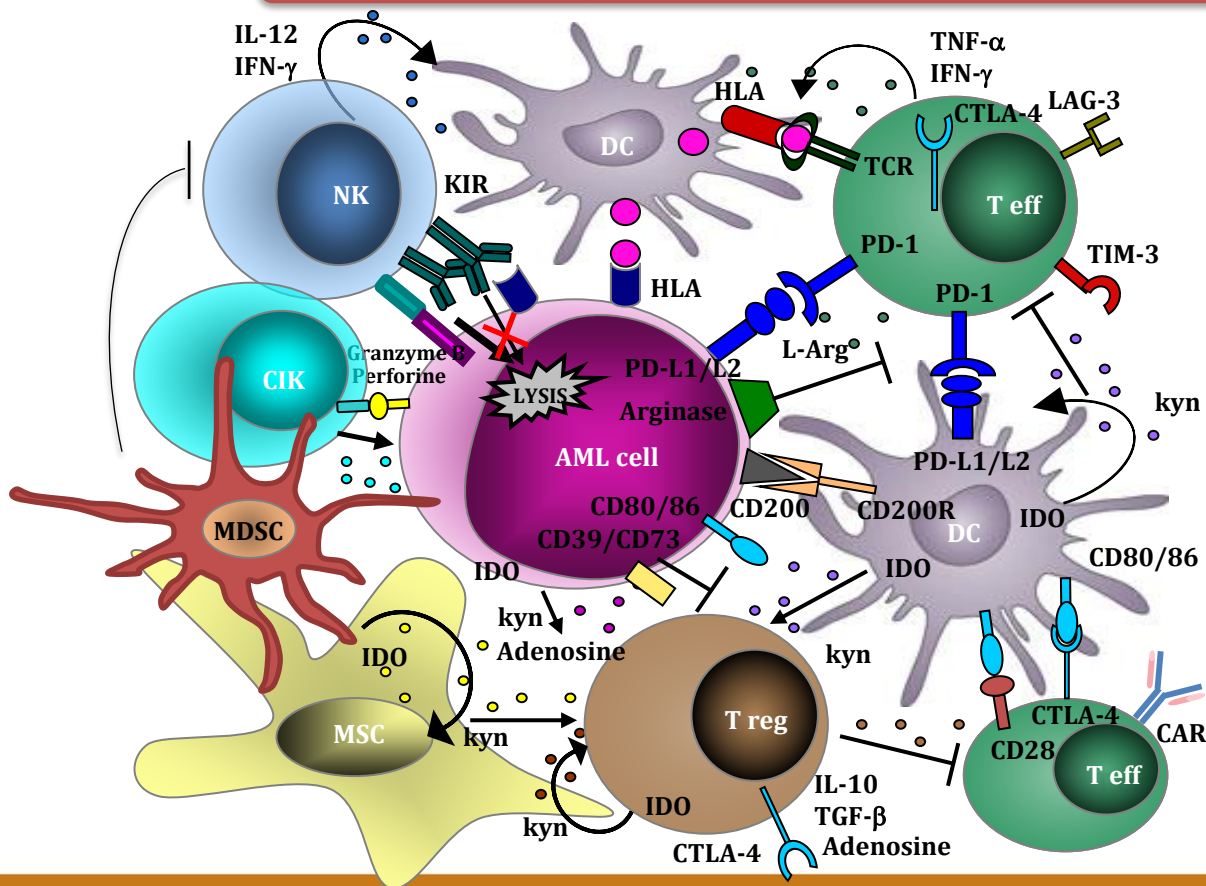 IL-12
IFN-γ
TNF-α
IFN-γ
HLA
CTLA-4
LAG-3
DC
TCR
NK
KIR
T eff
PD-1
TIM-3
HLA
PD-1
L-Arg
Granzyme B
Perforine
CIK
PD-L1/L2
LYSIS
Arginase
kyn
AML cell
PD-L1/L2
CD80/86
CD200
CD200R
IDO
MDSC
CD39/CD73
DC
CD80/86
IDO
IDO
kyn
Adenosine
kyn
IDO
T reg
CTLA-4
CAR
MSC
kyn
CD28
T eff
IDO
IL-10
kyn
TGF-β
CTLA-4
Adenosine